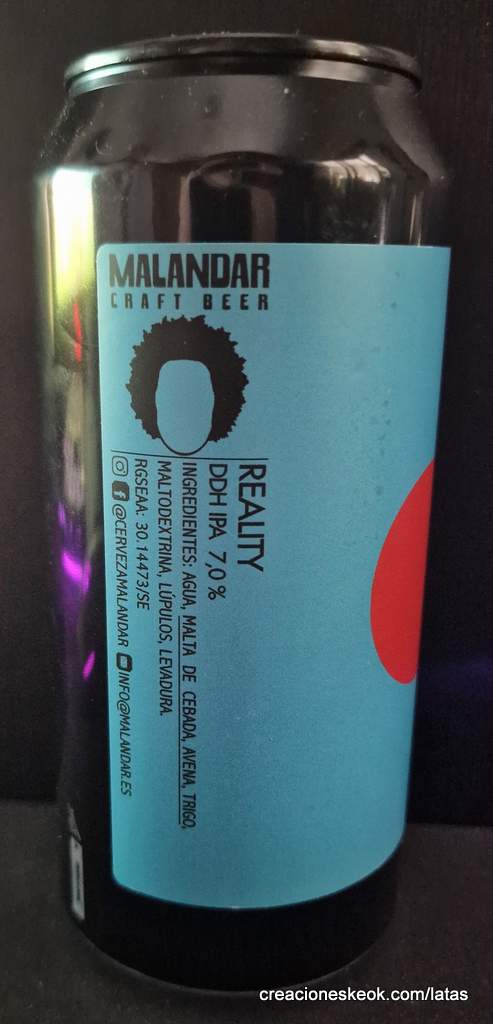 MALANDAR
CRAFT BEER
REALITY
DDH IPA 7,0 %
INGREDIENTES: AGUA, MALTA DE CEBADA, AVENA, TRIGO,
MALTODEXTRINA, LÚPULOS, LEVADURA.
RGSEAA: 30.14473/SE
@CERVEZAMALANDAR INFO@MALANDAR.ES
creacioneskeok.com/latas